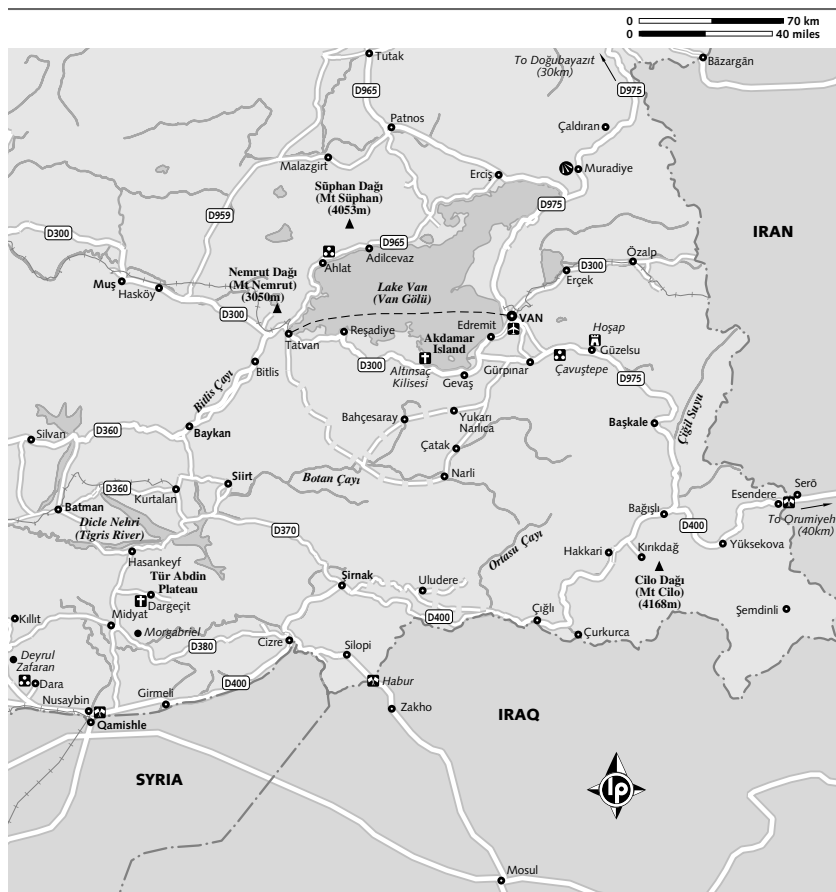 0 70 km
0 40 miles
To Doğubayazıt
(30km)
Tutak
Bāzargān
D965
D975
Patnos
Çaldıran
Malazgirt
Muradiye
Erciş
Süphan Dağı
(Mt Süphan)
(4053m)
D975
D959
IRAN
D300
D965
Adilcevaz
Özalp
D300
Ahlat
Erçek
Nemrut Dağı
(Mt Nemrut)
(3050m)
Muş
Hasköy
Lake Van
(Van Gölü)
D300
VAN
Reşadiye
Edremit
Hoşap
Tatvan
Akdamar
Island
Güzelsu
Bitlis
D300
Altınsaç
Kilisesi
Gürpınar
Çavuştepe
Gevaş
D975
Bitlis Çayı
Bahçesaray
Yukarı
Narlıca
Başkale
Çiğil Suyu
Silvan
D360
Baykan
Çatak
Siirt
Botan Çayı
Narli
D360
Kurtalan
Serō
Esendere
Batman
Bağışlı
To Orumiyeh
(40km)
Dicle Nehri
(Tigris River)
D370
D400
Ortasu Çayı
Yüksekova
Hasankeyf
Hakkari
Kırıkdağ
Tür Abdin
Plateau
Şırnak
Uludere
Cilo Dağı
(Mt Cilo)
(4168m)
Dargeçit
Şemdinli
Killit
Midyat
D400
Çığlı
Morgabriel
Cizre
Çurkurca
D380
Silopi
Deyrul
Zafaran
Dara
D400
Habur
Nusaybin
Girmeli
Zakho
Qamishle
IRAQ
SYRIA
lp
Mosul